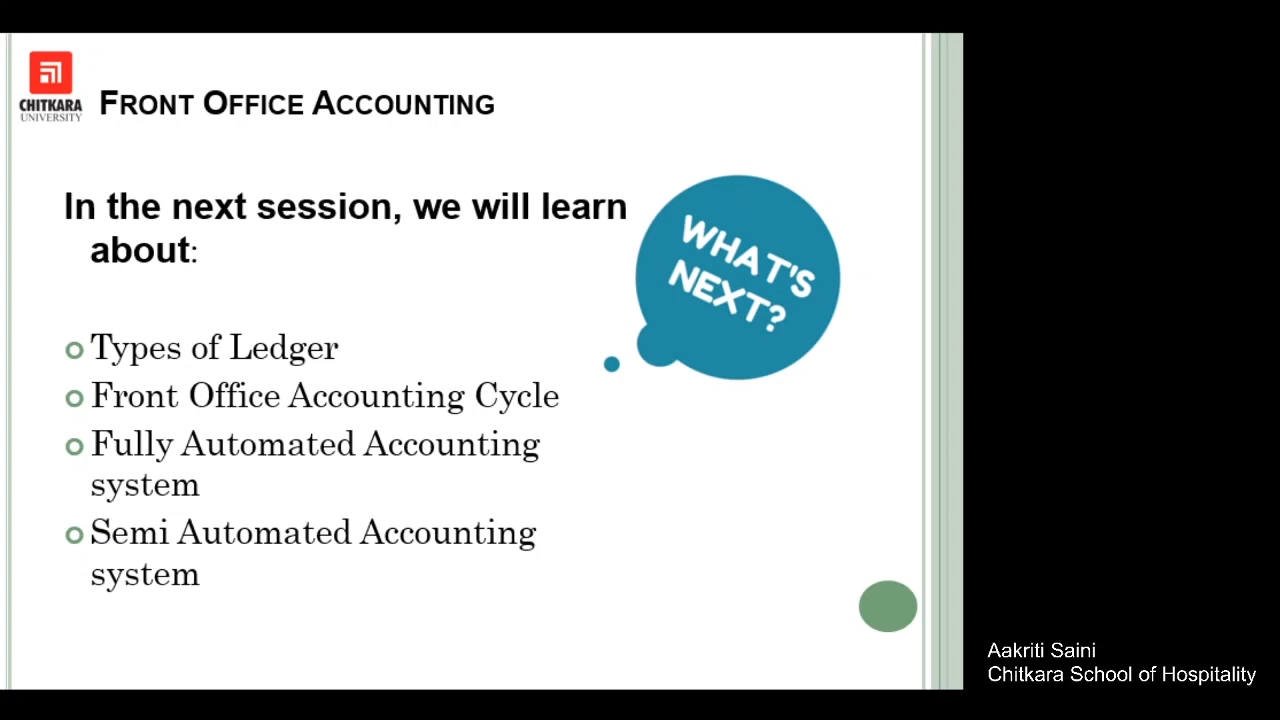 CHITKARA
UNIVERSITY
FRONT OFFICE ACCOUNTING
In the next session, we will learn
about:
WHAT'S
NEXT?
Types of Ledger
Front Office Accounting Cycle
Fully Automated Accounting
system
Semi Automated Accounting
system
Aakriti Saini
Chitkara School of Hospitality